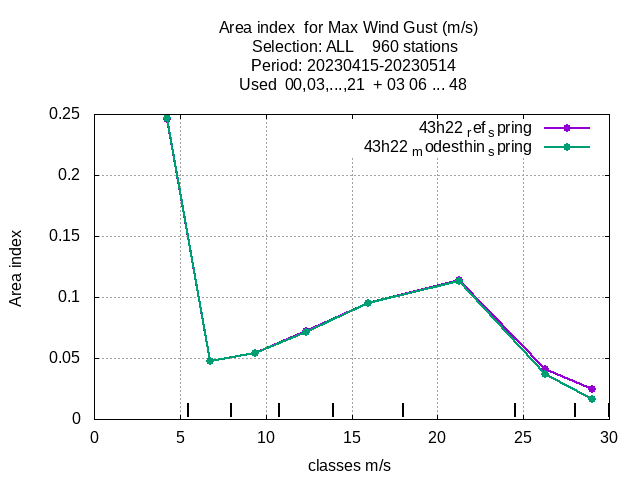 Area index  for Max Wind Gust (m/s)
Selection: ALL    960 stations
Period: 20230415-20230514
Used  00,03,...,21  + 03 06 ... 48
43h22 ref spring
43h22 modesthin spring
0.25
0.2
0.15
0.1
0.05
0
Area index
0 5 10 15 20 25 30
classes m/s